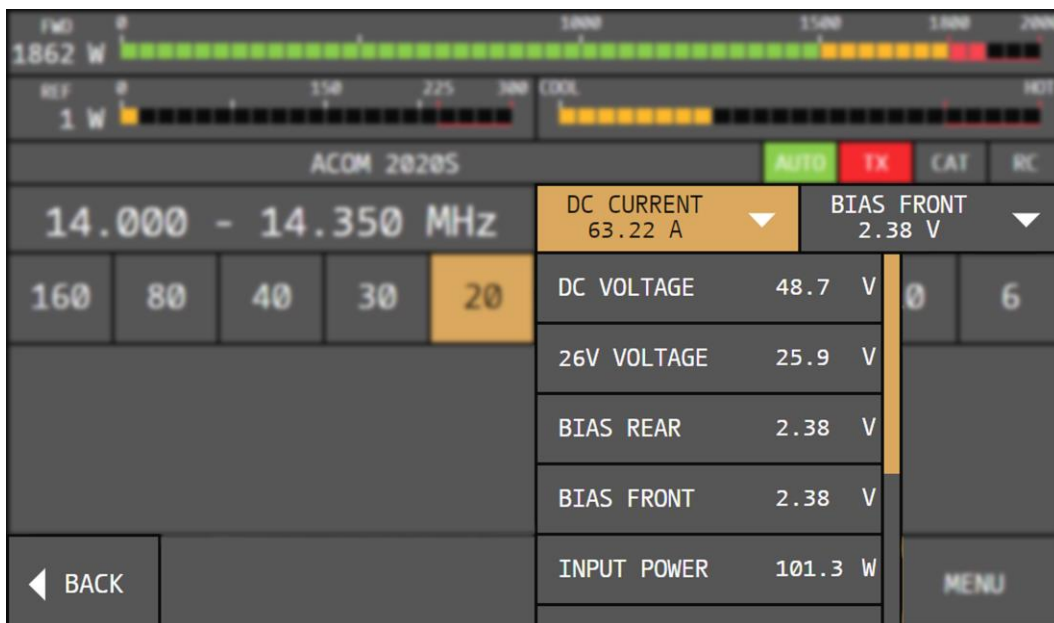 FWD 0 1000 1500 1800 2000
1862 W
REF 0 150 225 300 COOL HOT
1 W
ACOM 2020S AUTO TX CAT RC
14.000 - 14.350 MHz
DC CURRENT
63.22 A
BIAS FRONT
2.38 V
160 80 40 30 20 0 6
DC VOLTAGE 48.7 V
26V VOLTAGE 25.9 V
BIAS REAR 2.38 V
BIAS FRONT 2.38 V
INPUT POWER 101.3 W
BACK MENU